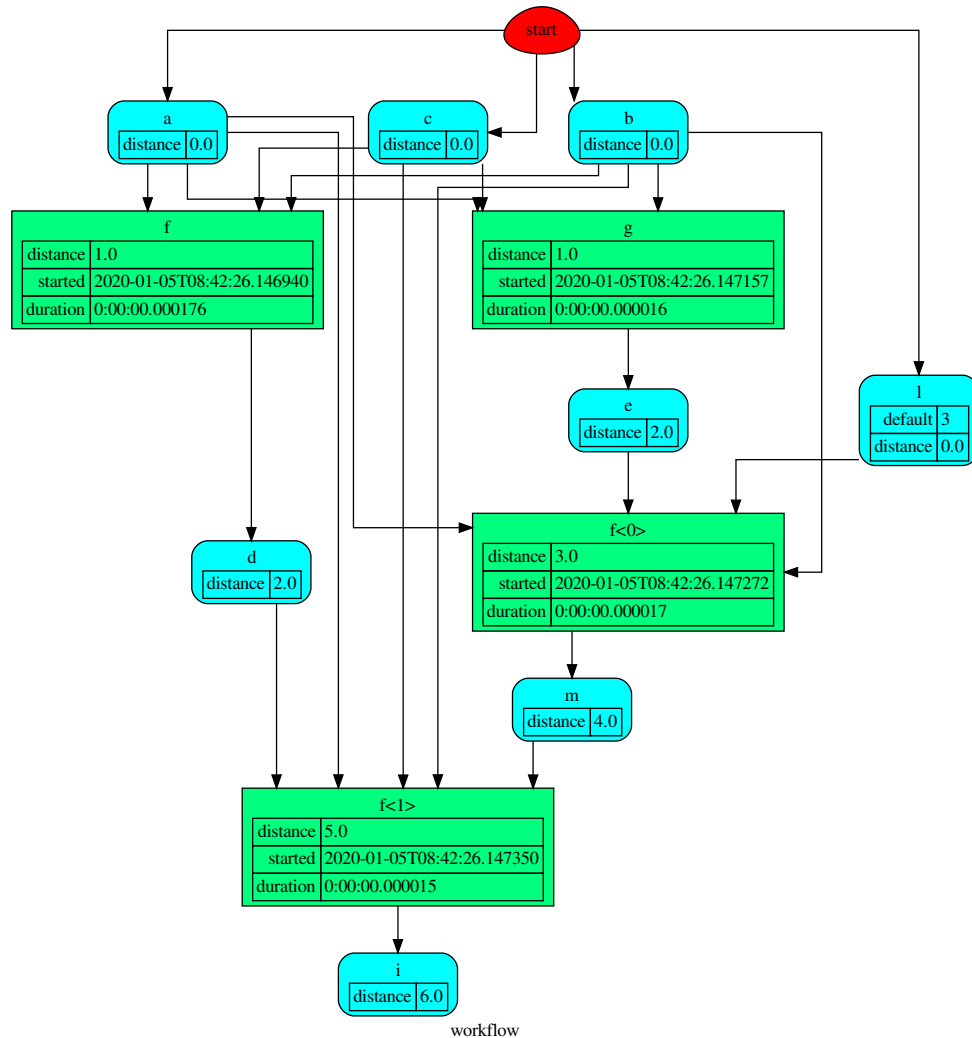 start
a
distance 0.0
c
distance 0.0
b
distance 0.0
f
distance 1.0
started 2020-01-05T08:42:26.146940
duration 0:00:00.000176
g
distance 1.0
started 2020-01-05T08:42:26.147157
duration 0:00:00.000016
l
default 3
distance 0.0
e
distance 2.0
f<0>
distance 3.0
started 2020-01-05T08:42:26.147272
duration 0:00:00.000017
d
distance 2.0
m
distance 4.0
f<1>
distance 5.0
started 2020-01-05T08:42:26.147350
duration 0:00:00.000015
i
distance 6.0
workflow